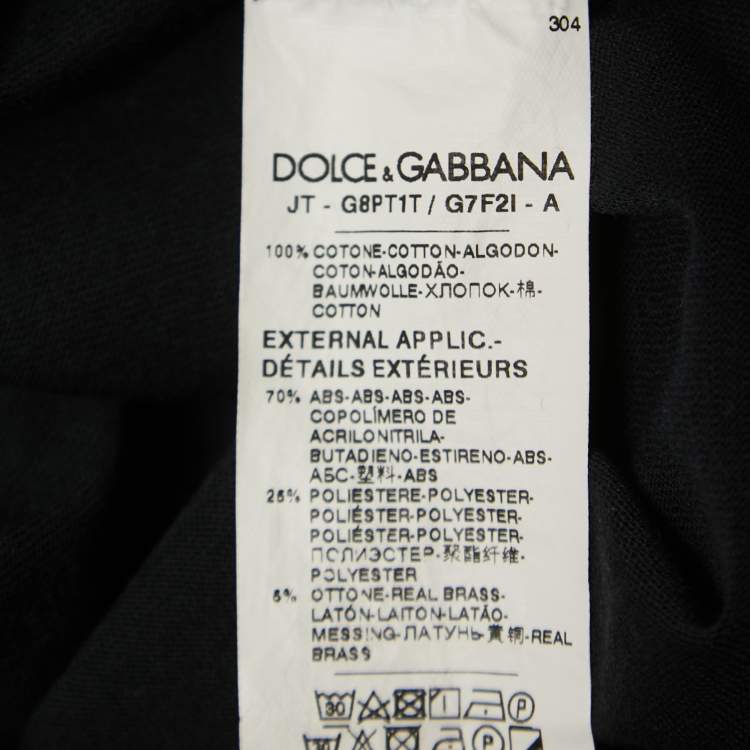 304
DOLCE & GABBANA
JT - G8PT1T / G7F2I - A
100% COTONE-COTTON-ALGODON-
COTON-ALGODÃO-
BAUMWOLLE-ХЛОПОК-棉-
COTTON
EXTERNAL APPLIC.-
DÉTAILS EXTÉRIEURS
70% ABS-ABS-ABS-ABS-
COPOLÍMERO DE
ACRILONITRILA-
BUTADIENO-ESTIRENO-ABS-
АБС-塑料-ABS
25% POLIESTERE-POLYESTER-
POLIÉSTER-POLYESTER-
POLIÉSTER-POLYESTER-
ПОЛИЭСТЕР-聚酯纤维-
POLYESTER
5% OTTONE-REAL BRASS-
LATÓN-LAITON-LATÃO-
MESSING-ЛАТУНЬ-黄铜-REAL
BRASS
30 P
30 P